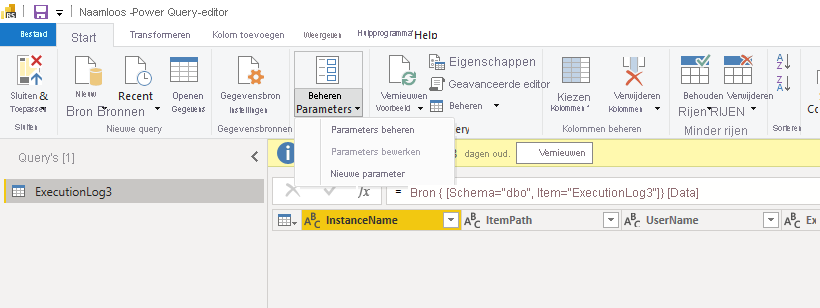 Naamloos -Power Query-editor
Bestand Start Transformeren Kolom toevoegen Weergeven Hulpprogramma's Help
Sluiten & Toepassen Nieuw Bron Recent Bronnen Openen Gegevens Gegevensbron Instellingen Beheren Parameters Vernieuwen Voorbeeld Eigenschappen
Geavanceerde editor
Beheren
Kiezen Kolommen Verwijderen Kolommen Behouden Rijen Verwijderen RIJEN
Sluiten Nieuwe query Gegevensbronnen Kolommen beheren Minder rijen Sorteren
Parameters beheren
Parameters bewerken
Nieuwe parameter
Query's [1]
dagen oud. Vernieuwen
ExecutionLog3
fx = Bron { [Schema="dbo", Item="ExecutionLog3"]} [Data]
InstanceName ItemPath UserName Ex